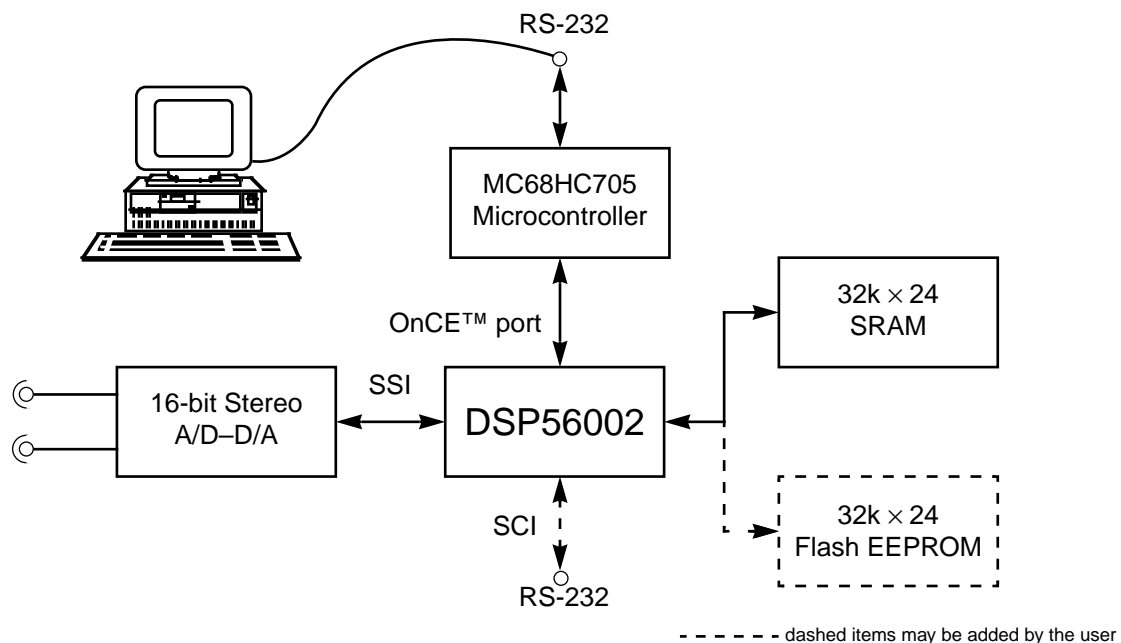 RS-232
MC68HC705
Microcontroller
OnCE™ port
32k × 24
SRAM
16-bit Stereo
A/D–D/A
SSI
DSP56002
SCI
32k × 24
Flash EEPROM
RS-232
dashed items may be added by the user